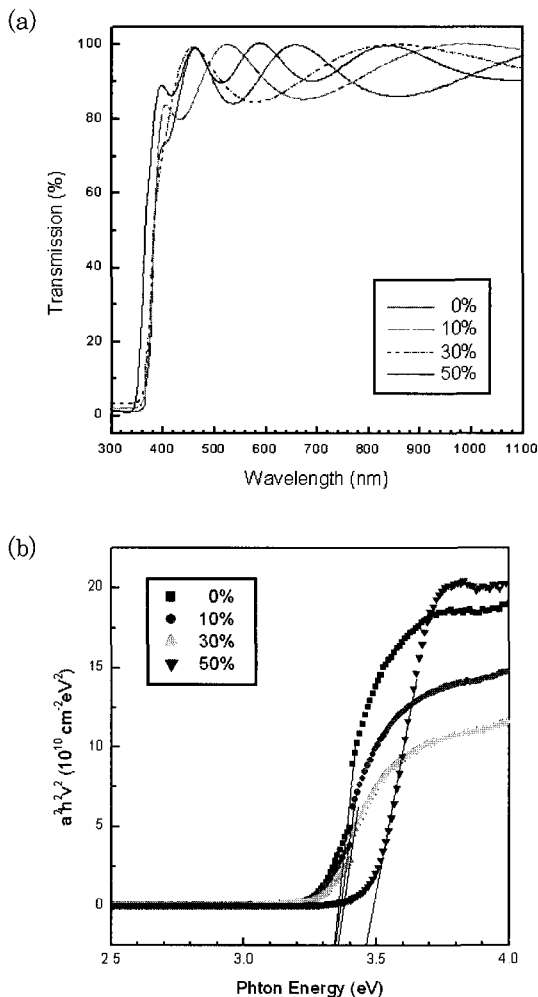 (a)
100
80
60
40
20
0
Transmission (%)
0%
10%
30%
50%
300 400 500 600 700 800 900 1000 1100
Wavelength (nm)
(b)
20
15
10
5
0
a²h²V² (10¹⁰ cm⁻²eV²)
0%
10%
30%
50%
2 5 3.0 3.5 4 0
Phton Energy (eV)